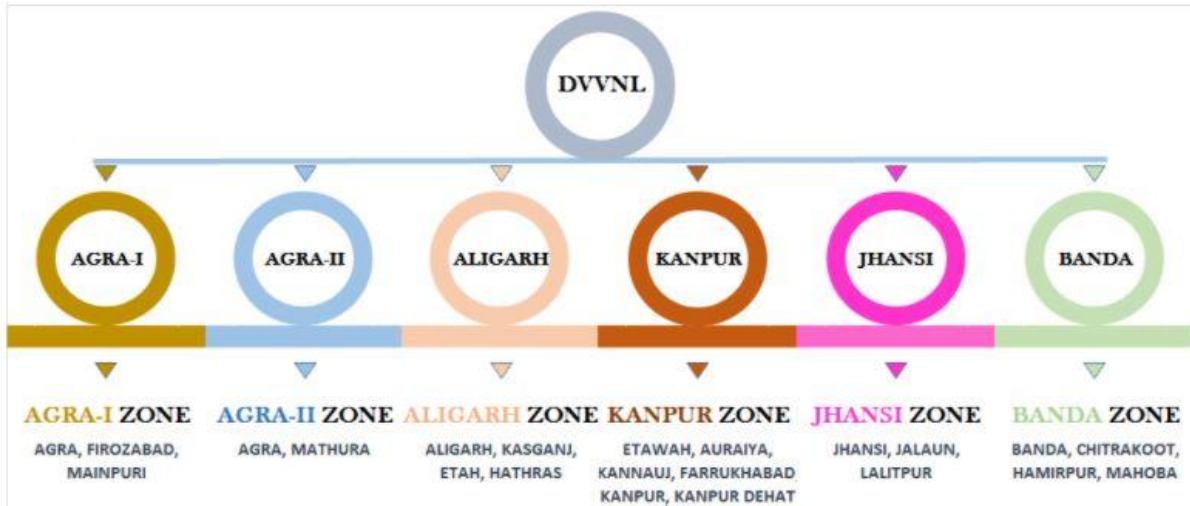 DVVNL
AGRA-I
AGRA-II
ALIGARH
KANPUR
JHANSI
BANDA
AGRA-I ZONE
AGRA, FIROZABAD,
MAINPURI
AGRA-II ZONE
AGRA, MATHURA
ALIGARH ZONE
ALIGARH, KASGANJ,
ETAH, HATHRAS
KANPUR ZONE
ETAWAH, AURAIYA,
KANNAUJ, FARRUKHABAD
KANPUR, KANPUR DEHAT
JHANSI ZONE
JHANSI, JALAUN,
LALITPUR
BANDA ZONE
BANDA, CHITRAKOOT,
HAMIRPUR, MAHOBA